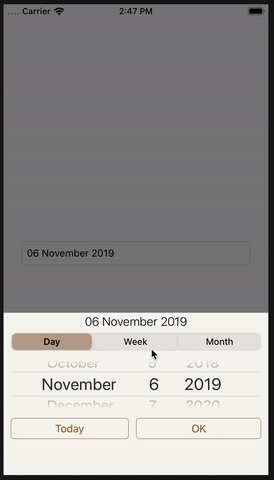 Carrier 2:47 PM
06 November 2019
06 November 2019
Day Week Month
October 5 2018
November 6 2019
December 7 2020
Today OK